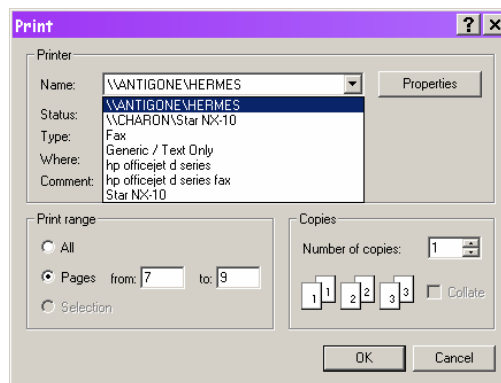 Print
Printer
Name: \\ANTIGONE\HERMES Properties
\\ANTIGONE\HERMES
Status: \\CHARON\Star NX-10
Type: Fax
Generic / Text Only
Where: hp officejet d series
Comment: hp officejet d series fax
Star NX-10
Print range
All
Pages from: 7 to: 9
Selection
Copies
Number of copies: 1
1 1 2 2 3 3 Collate
OK Cancel